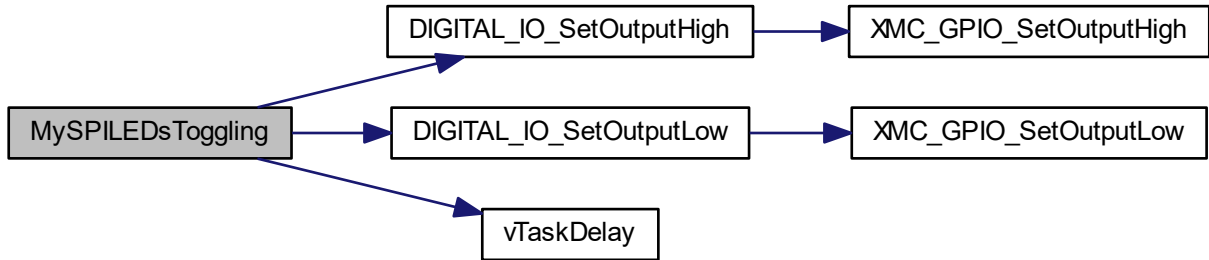 DIGITAL_IO_SetOutputHigh
XMC_GPIO_SetOutputHigh
MySPILEDsToggling
DIGITAL_IO_SetOutputLow
XMC_GPIO_SetOutputLow
vTaskDelay